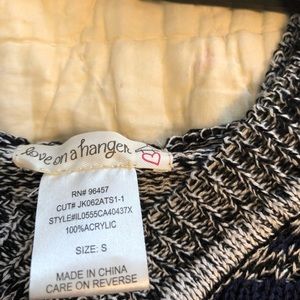 love on a hanger
RN# 96457
CUT# JK062ATS1-1
STYLE#IL0555CA40437X
100%ACRYLIC
SIZE: S
MADE IN CHINA
CARE ON REVERSE